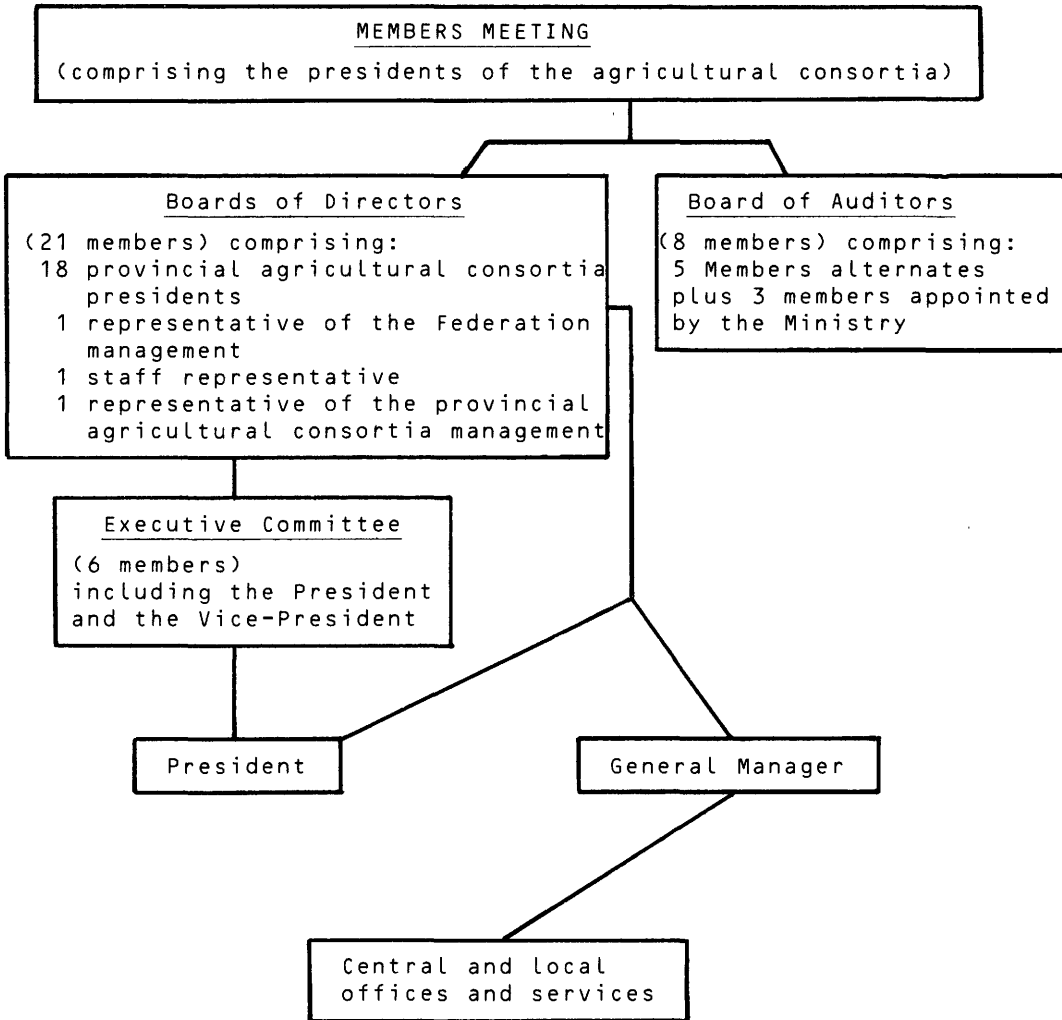 MEMBERS MEETING
(comprising the presidents of the agricultural consortia)
Boards of Directors
(21 members) comprising:
18 provincial agricultural consortia
presidents
1 representative of the Federation
management
1 staff representative
1 representative of the provincial
agricultural consortia management
Board of Auditors
(8 members) comprising:
5 Members alternates
plus 3 members appointed
by the Ministry
Executive Committee
(6 members)
including the President
and the Vice-President
President
General Manager
Central and local
offices and services